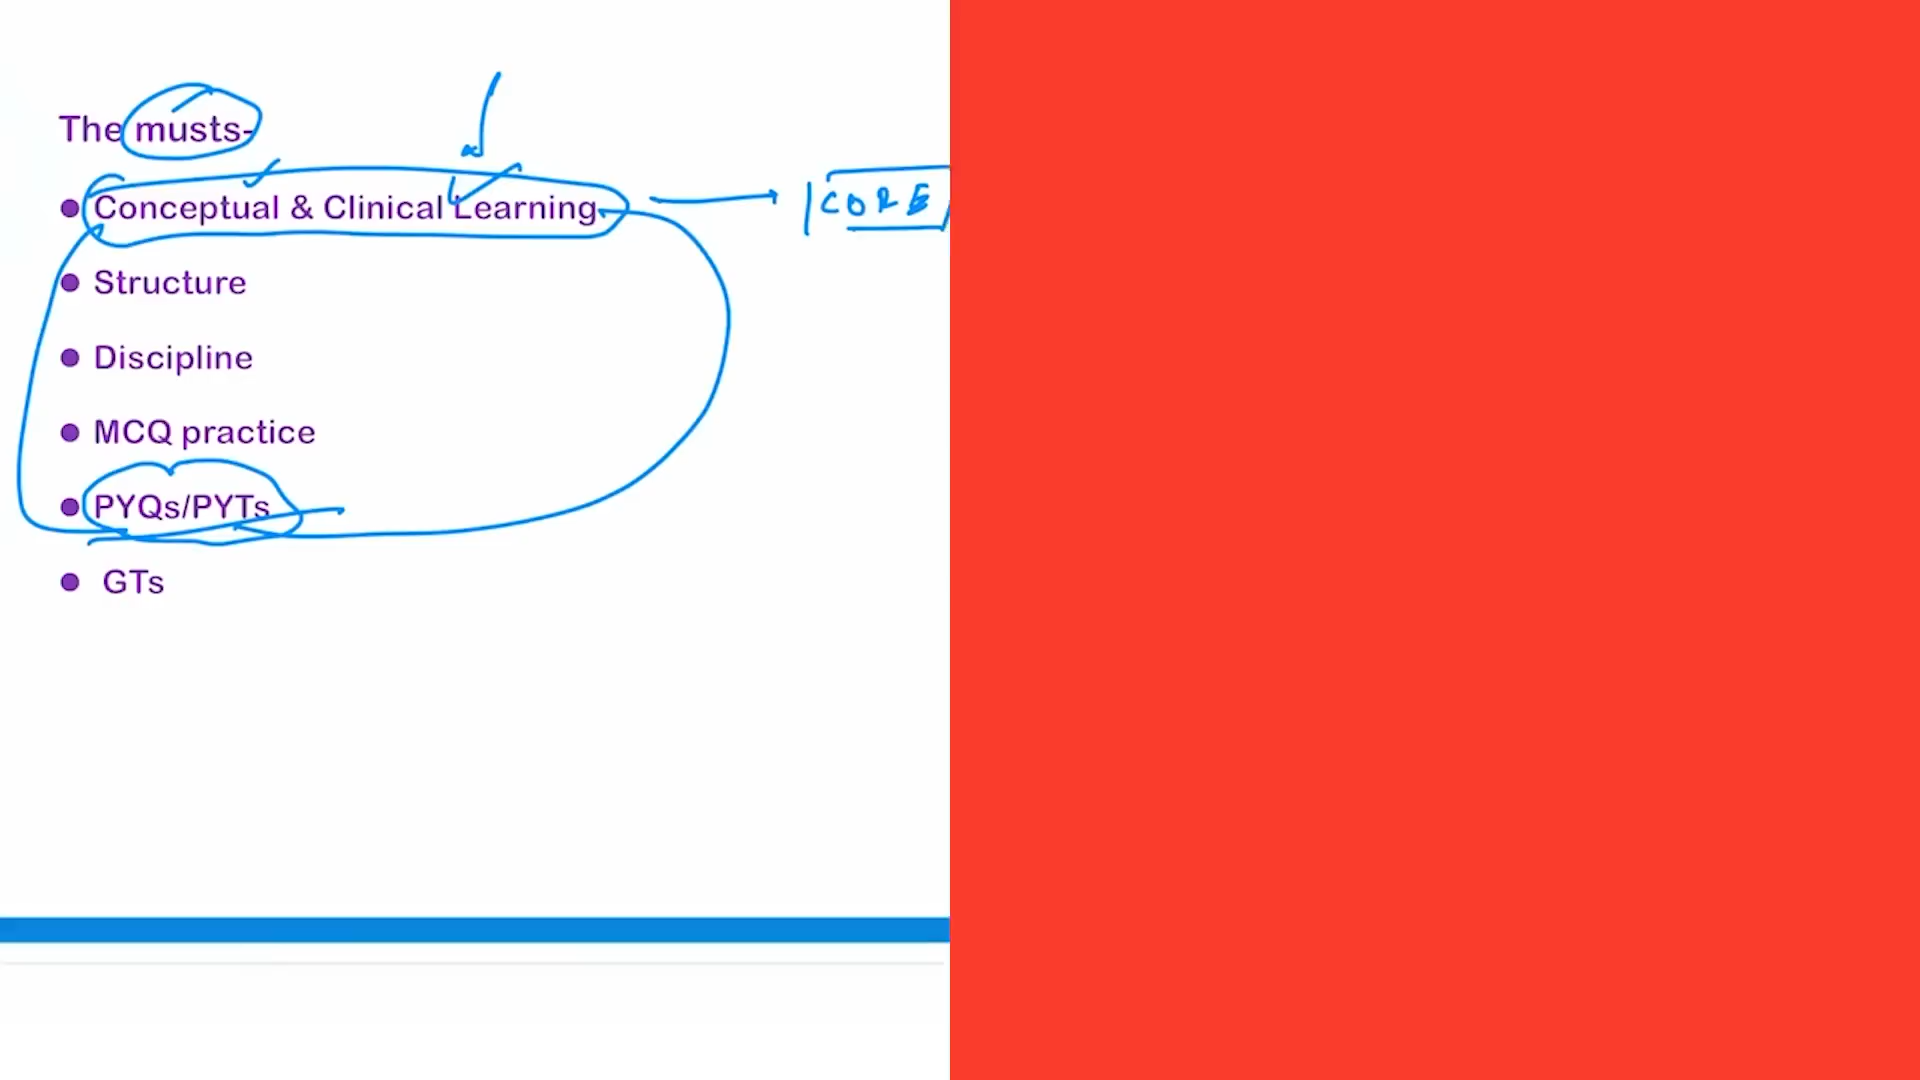 The musts-
● Conceptual & Clinical Learning CORE
● Structure
● Discipline
● MCQ practice
● PYQs/PYTs
● GTs